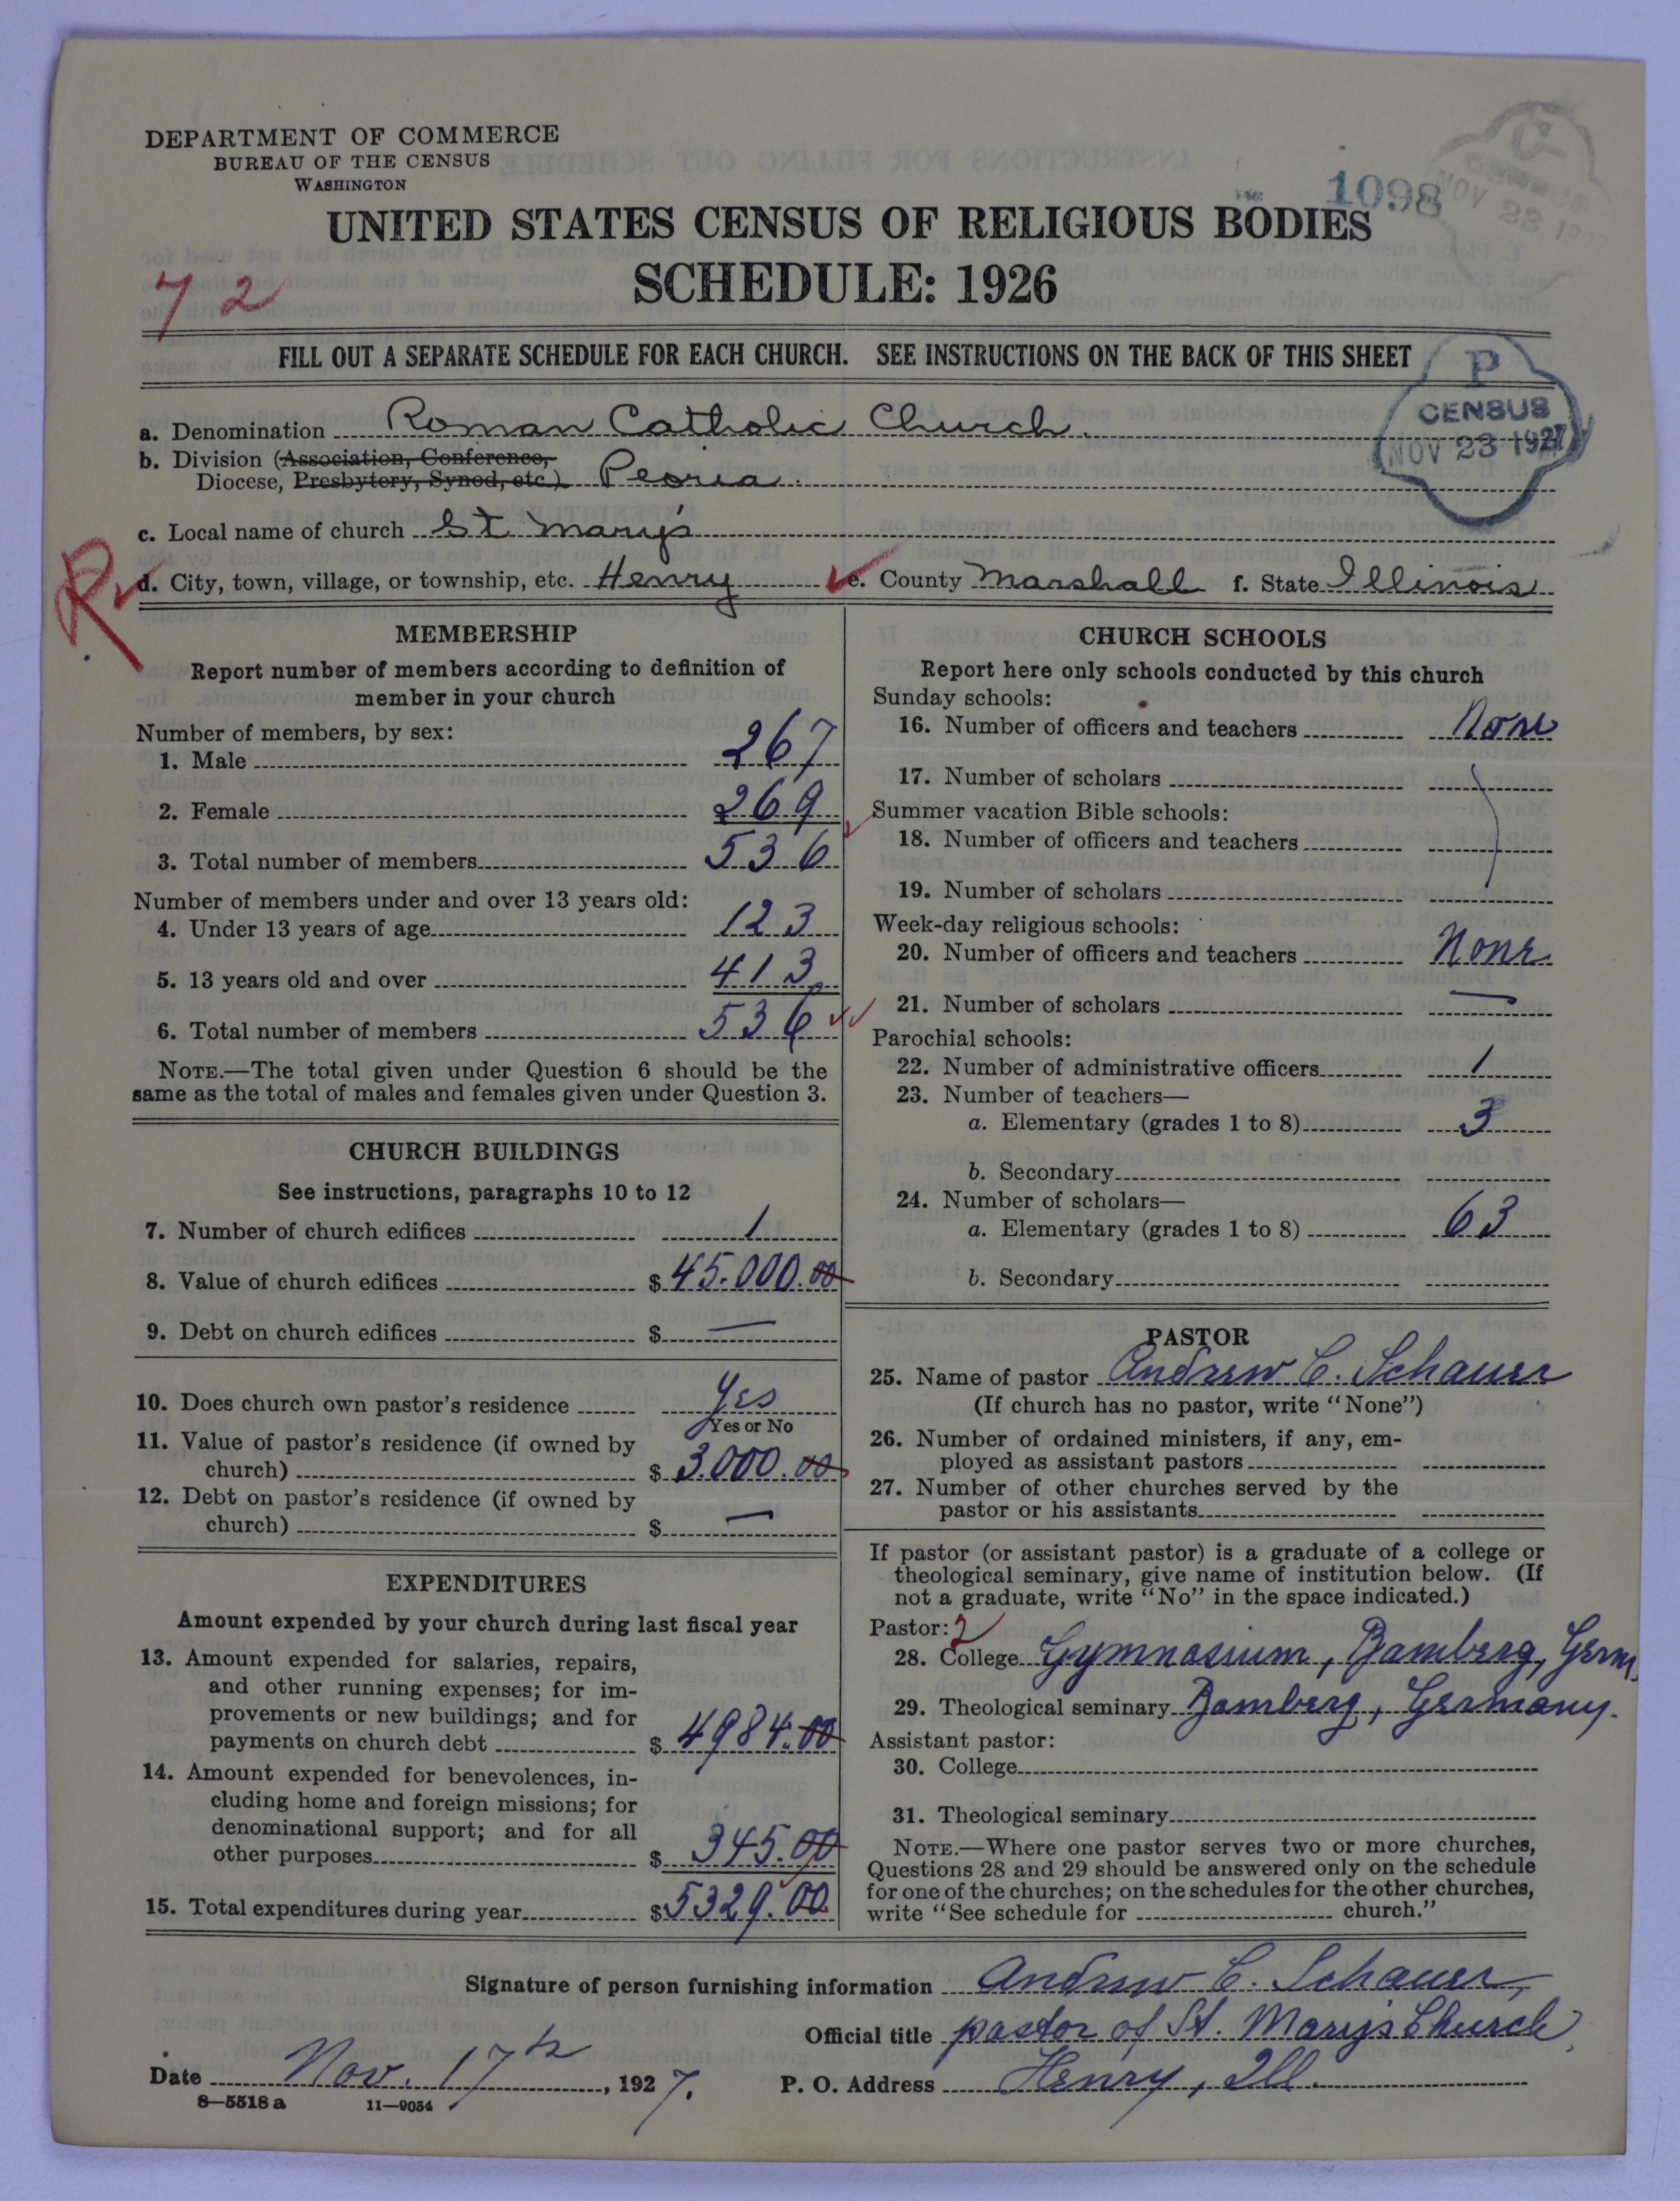 DEPARTMENT OF COMMERCE
BUREAU OF THE CENSUS
WASHINGTON
1098
UNITED STATES CENSUS OF RELIGIOUS BODIES
SCHEDULE: 1926
72
FILL OUT A SEPARATE SCHEDULE FOR EACH CHURCH. SEE INSTRUCTIONS ON THE BACK OF THIS SHEET
P
CENSUS
NOV 23 1927
a. Denomination Roman Catholic Church.
b. Division (Association, Conference,
Diocese, Presbytery, Synod, etc.) Peoria.
c. Local name of church St Mary's
R
d. City, town, village, or township, etc. Henry e. County Marshall f. State Illinois
MEMBERSHIP
Report number of members according to definition of
member in your church
Number of members, by sex:
1. Male 267
2. Female 269
3. Total number of members 536
Number of members under and over 13 years old:
4. Under 13 years of age 123
5. 13 years old and over 413
6. Total number of members 536
NOTE.—The total given under Question 6 should be the
same as the total of males and females given under Question 3.
CHURCH BUILDINGS
See instructions, paragraphs 10 to 12
7. Number of church edifices 1
8. Value of church edifices $ 45.000.00
9. Debt on church edifices $ —
10. Does church own pastor's residence Yes
Yes or No
11. Value of pastor's residence (if owned by
church) $ 3.000.00
12. Debt on pastor's residence (if owned by
church) $ —
EXPENDITURES
Amount expended by your church during last fiscal year
13. Amount expended for salaries, repairs,
and other running expenses; for im-
provements or new buildings; and for
payments on church debt $ 4984.00
14. Amount expended for benevolences, in-
cluding home and foreign missions; for
denominational support; and for all
other purposes $ 345.00
15. Total expenditures during year $ 5329.00
CHURCH SCHOOLS
Report here only schools conducted by this church
Sunday schools:
16. Number of officers and teachers None
17. Number of scholars
Summer vacation Bible schools:
18. Number of officers and teachers
19. Number of scholars
Week-day religious schools:
20. Number of officers and teachers None
21. Number of scholars —
Parochial schools:
22. Number of administrative officers 1
23. Number of teachers—
a. Elementary (grades 1 to 8) 3
b. Secondary
24. Number of scholars—
a. Elementary (grades 1 to 8) 63
b. Secondary
PASTOR
25. Name of pastor Andrew C. Schauer
(If church has no pastor, write "None")
26. Number of ordained ministers, if any, em-
ployed as assistant pastors
27. Number of other churches served by the
pastor or his assistants
If pastor (or assistant pastor) is a graduate of a college or
theological seminary, give name of institution below. (If
not a graduate, write "No" in the space indicated.)
Pastor: 2
28. College Gymnasium, Bamberg, Germ.
29. Theological seminary Bamberg, Germany.
Assistant pastor:
30. College
31. Theological seminary
NOTE.—Where one pastor serves two or more churches,
Questions 28 and 29 should be answered only on the schedule
for one of the churches; on the schedules for the other churches,
write "See schedule for church."
Signature of person furnishing information Andrew C. Schauer,
Official title pastor of St. Mary's Church,
Date Nov. 17th, 1927. P. O. Address Henry, Ill.
8—5518 a 11—9054